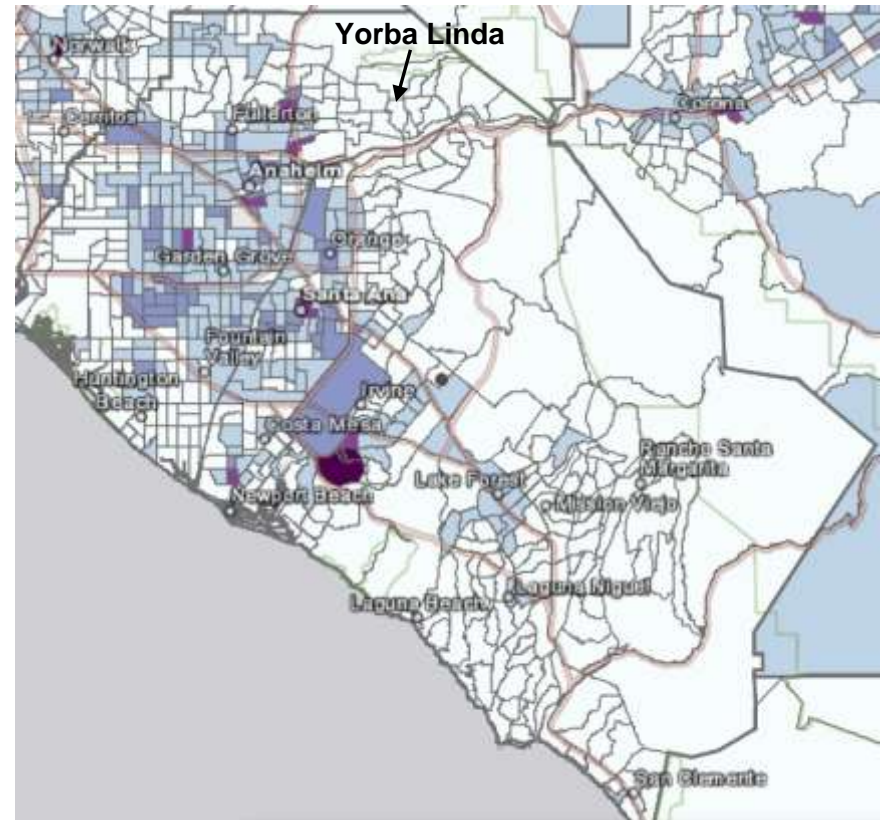 Yorba Linda
Norwalk
Cerritos
Fullerton
Corona
Anaheim
Orange
Garden Grove
Santa Ana
Fountain
Valley
Huntington
Beach
Irvine
Costa Mesa
Newport Beach
Lake Forest
Rancho Santa
Margarita
Mission Viejo
Laguna Beach
Laguna Niguel
San Clemente